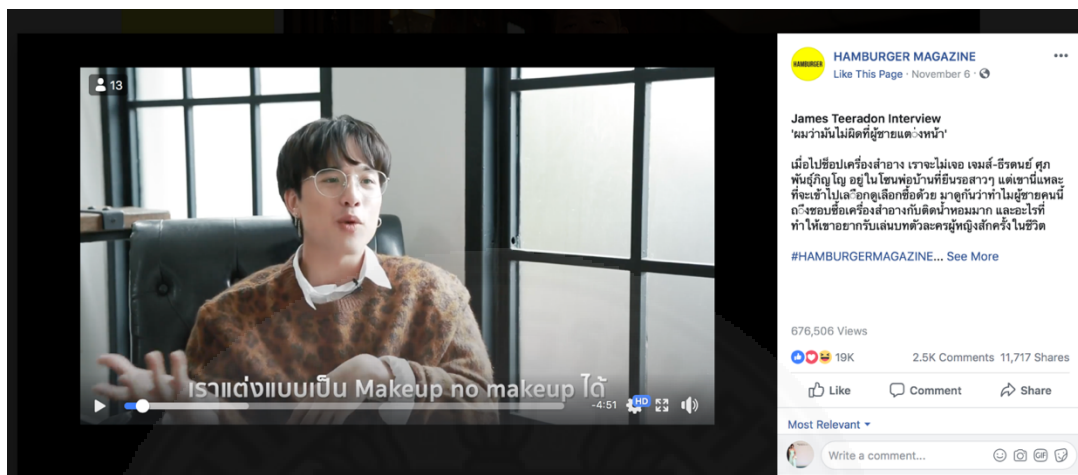 13
เราแต่งแบบเป็น Makeup no makeup ได้
-4:51
HD
HAMBURGER
HAMBURGER MAGAZINE
Like This Page · November 6 ·
James Teeradon Interview
'ผมว่ามันไม่ผิดที่ผู้ชายแต่งหน้า'
เมื่อไปช็อปเครื่องสำอาง เราจะไม่เจอ เจมส์-ธีรดนย์ ศุภ
พันธุ์ภิญโญ อยู่ในโซนพ่อบ้านที่ยืนรอสาวๆ แต่เขานี่แหละ
ที่จะเข้าไปเลือกดูเลือกซื้อด้วย มาดูกันว่าทำไมผู้ชายคนนี้
ถึงชอบซื้อเครื่องสำอางกับติดน้ำหอมมาก และอะไรที่
ทำให้เขาอยากรับเล่นบทตัวละครผู้หญิงสักครั้งในชีวิต
#HAMBURGERMAGAZINE... See More
676,506 Views
19K 2.5K Comments 11,717 Shares
Like Comment Share
Most Relevant
Write a comment...
GIF